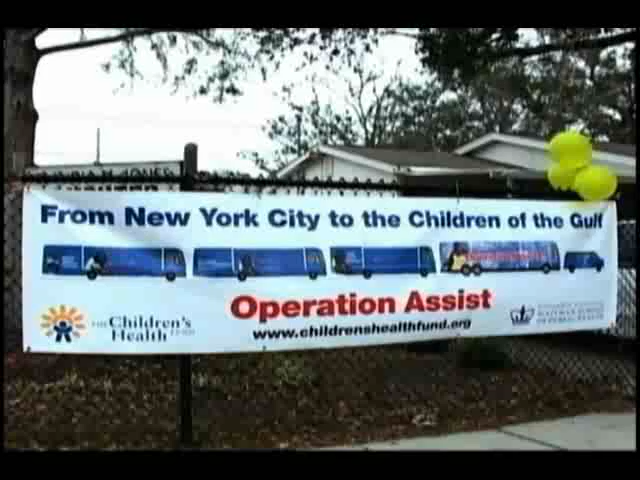 From New York City to the Children of the Gulf
Operation Assist
www.childrenshealthfund.org
THE Children's
Health FUND